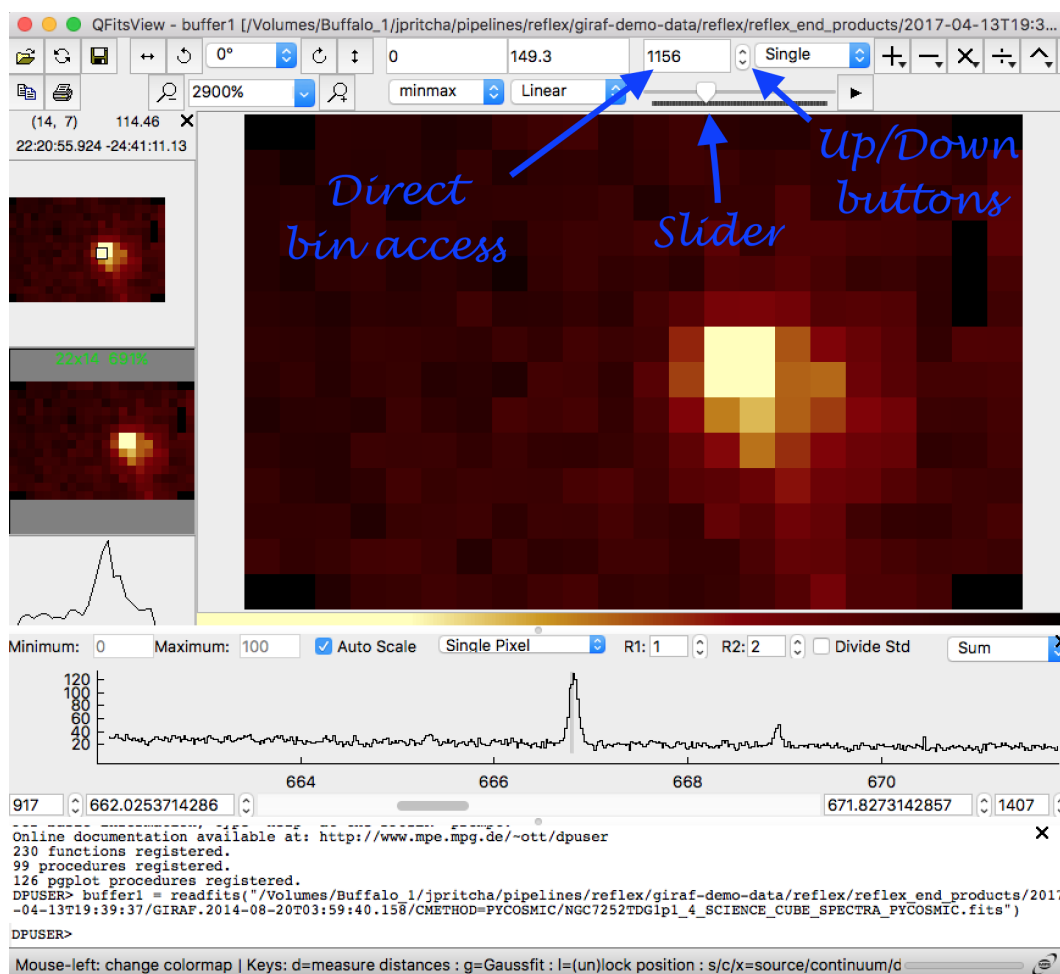 QFitsView - buffer1 [/Volumes/Buffalo_1/jpritcha/pipelines/reflex/giraf-demo-data/reflex/reflex_end_products/2017-04-13T19:3...
0° 0 149.3 1156 Single
2900% minmax Linear
(14, 7) 114.46
22:20:55.924 -24:41:11.13
Direct
bin access
Slider
Up/Down
buttons
22x14 691%
Minimum: 0 Maximum: 100 Auto Scale Single Pixel R1: 1 R2: 2 Divide Std Sum
120
100
80
60
40
20
664 666 668 670
917 662.0253714286 671.8273142857 1407
Online documentation available at: http://www.mpe.mpg.de/~ott/dpuser
230 functions registered.
99 procedures registered.
126 pgplot procedures registered.
DPUSER> buffer1 = readfits("/Volumes/Buffalo_1/jpritcha/pipelines/reflex/giraf-demo-data/reflex/reflex_end_products/2017
-04-13T19:39:37/GIRAF.2014-08-20T03:59:40.158/CMETHOD=PYCOSMIC/NGC7252TDG1p1_4_SCIENCE_CUBE_SPECTRA_PYCOSMIC.fits")
DPUSER>
Mouse-left: change colormap | Keys: d=measure distances : g=Gaussfit : l=(un)lock position : s/c/x=source/continuum/d